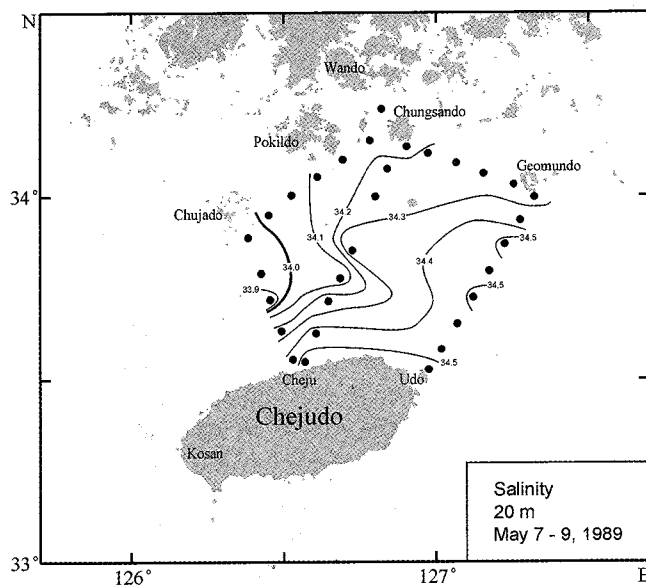 N
Wando
Chungsando
Pokildo
Geomundo
34°
Chujado
34.2
34.3
34.1
34.5
34.4
34.0
33.9
34.5
34.5
Cheju
Udo
Chejudo
Kosan
Salinity
20 m
May 7 - 9, 1989
33°
126°
127°
E